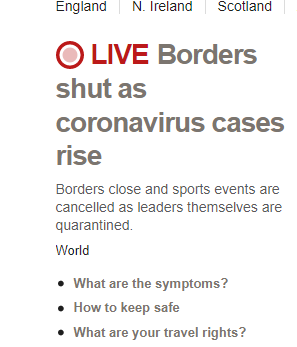 England | N. Ireland | Scotland |
LIVE Borders
shut as
coronavirus cases
rise
Borders close and sports events are
cancelled as leaders themselves are
quarantined.
World
• What are the symptoms?
• How to keep safe
• What are your travel rights?